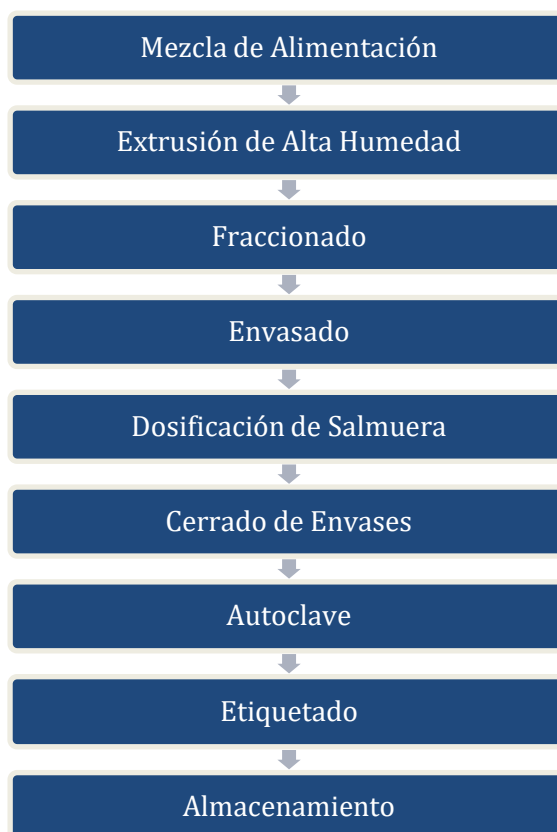 Mezcla de Alimentación
Extrusión de Alta Humedad
Fraccionado
Envasado
Dosificación de Salmuera
Cerrado de Envases
Autoclave
Etiquetado
Almacenamiento